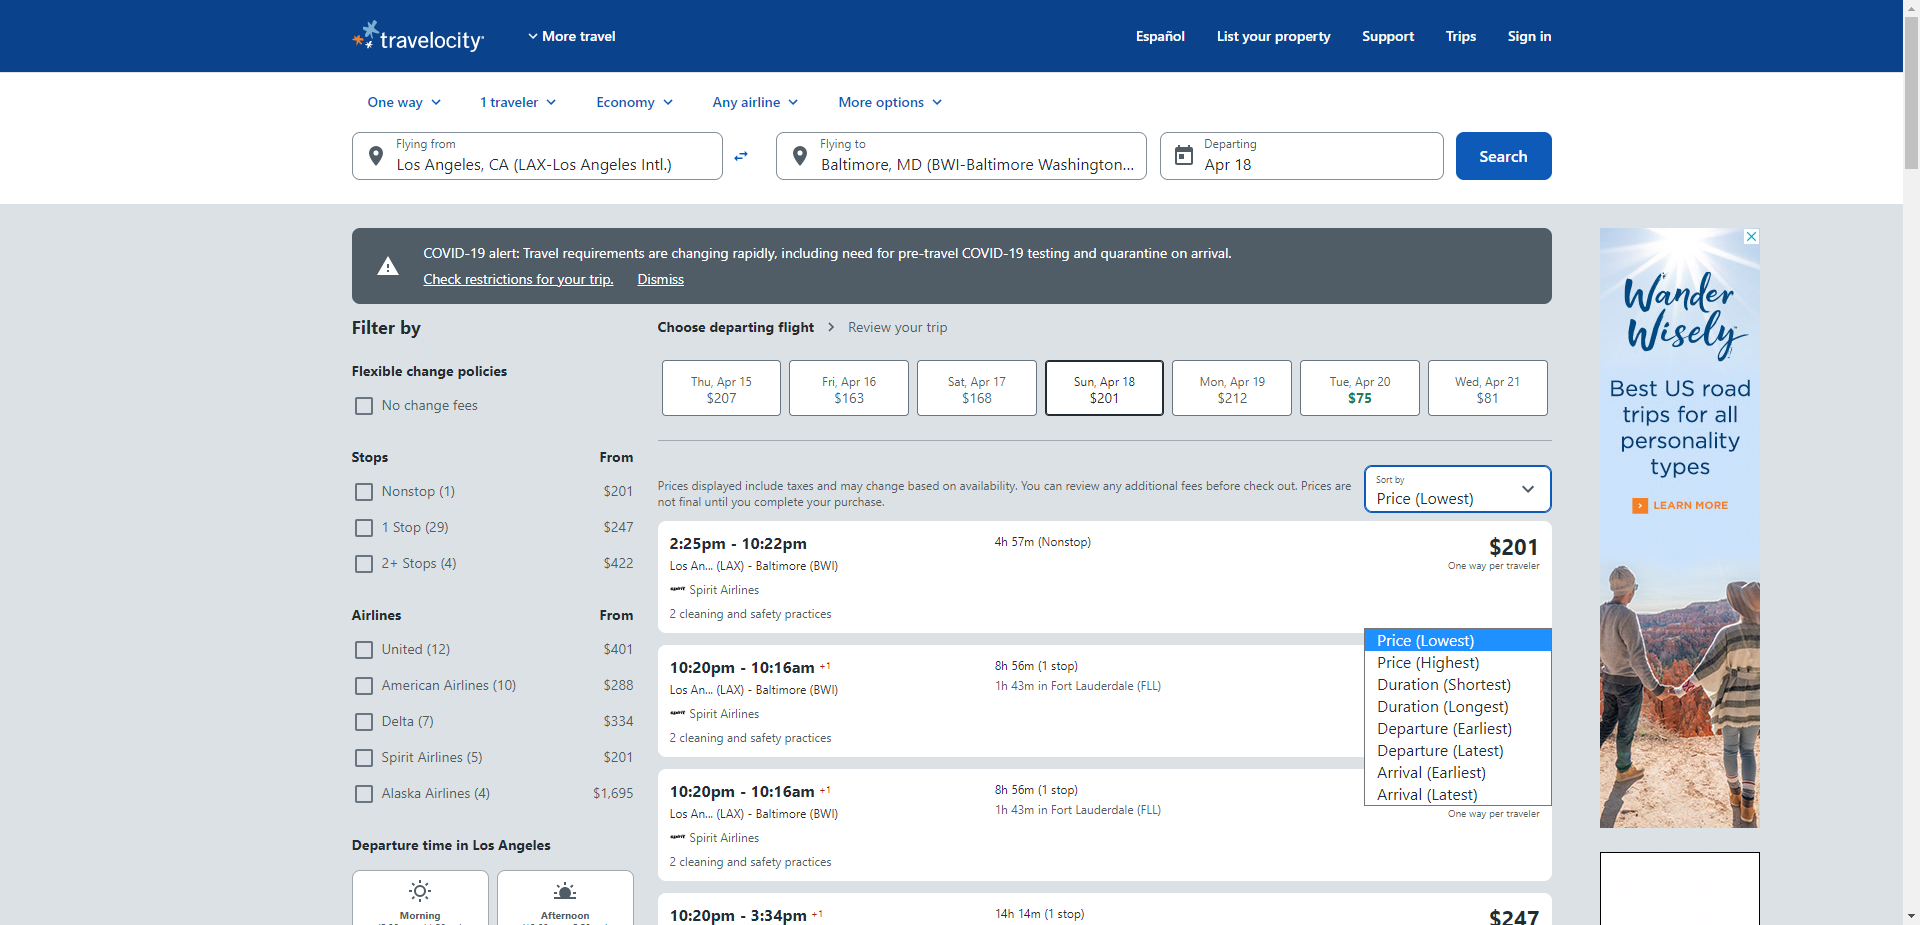 travelocity
More travel
Español
List your property
Support
Trips
Sign in
One way
1 traveler
Economy
Any airline
More options
Flying from
Los Angeles, CA (LAX-Los Angeles Intl.)
Flying to
Baltimore, MD (BWI-Baltimore Washington...
Departing
Apr 18
Search
COVID-19 alert: Travel requirements are changing rapidly, including need for pre-travel COVID-19 testing and quarantine on arrival.
Check restrictions for your trip.
Dismiss
Filter by
Flexible change policies
No change fees
Stops From
Nonstop (1) $201
1 Stop (29) $247
2+ Stops (4) $422
Airlines From
United (12) $401
American Airlines (10) $288
Delta (7) $334
Spirit Airlines (5) $201
Alaska Airlines (4) $1,695
Departure time in Los Angeles
Morning
Afternoon
Choose departing flight
Review your trip
Thu, Apr 15
$207
Fri, Apr 16
$163
Sat, Apr 17
$168
Sun, Apr 18
$201
Mon, Apr 19
$212
Tue, Apr 20
$75
Wed, Apr 21
$81
Prices displayed include taxes and may change based on availability. You can review any additional fees before check out. Prices are
not final until you complete your purchase.
Sort by
Price (Lowest)
2:25pm - 10:22pm
Los An... (LAX) - Baltimore (BWI)
spirit Spirit Airlines
2 cleaning and safety practices
4h 57m (Nonstop)
$201
One way per traveler
10:20pm - 10:16am +1
Los An... (LAX) - Baltimore (BWI)
spirit Spirit Airlines
2 cleaning and safety practices
8h 56m (1 stop)
1h 43m in Fort Lauderdale (FLL)
Price (Lowest)
Price (Highest)
Duration (Shortest)
Duration (Longest)
Departure (Earliest)
Departure (Latest)
Arrival (Earliest)
Arrival (Latest)
10:20pm - 10:16am +1
Los An... (LAX) - Baltimore (BWI)
spirit Spirit Airlines
2 cleaning and safety practices
8h 56m (1 stop)
1h 43m in Fort Lauderdale (FLL)
One way per traveler
10:20pm - 3:34pm +1
14h 14m (1 stop)
$247
Wander
Wisely
Best US road
trips for all
personality
types
LEARN MORE